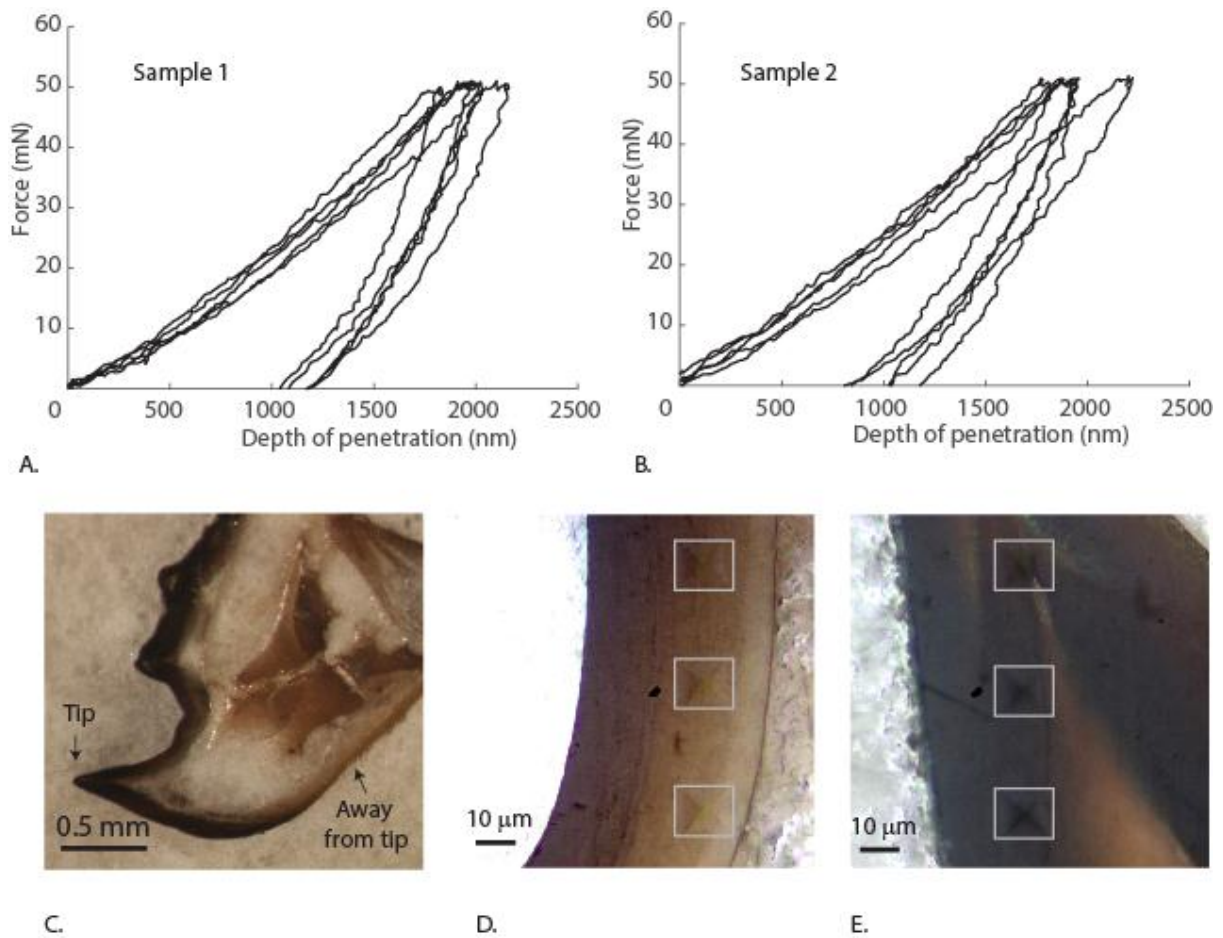 60
50
40
30
20
10
Force (mN)
Sample 1
0
500
1000
1500
2000
2500
Depth of penetration (nm)
A.
60
50
40
30
20
10
Force (mN)
Sample 2
0
500
1000
1500
2000
2500
Depth of penetration (nm)
B.
Tip
0.5 mm
Away
from tip
C.
10 μm
D.
10 μm
E.